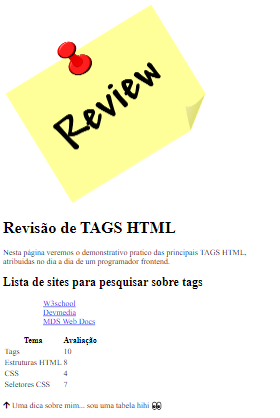 Review
Revisão de TAGS HTML
Nesta página veremos o demonstrativo pratico das principais TAGS HTML,
atribuidas no dia a dia de um programador frontend.
Lista de sites para pesquisar sobre tags
W3school
Devmedia
MDS Web Docs
Tema Avaliação
Tags 10
Estruturas HTML 8
CSS 4
Seletores CSS 7
↑ Uma dica sobre mim... sou uma tabela hihi 👀